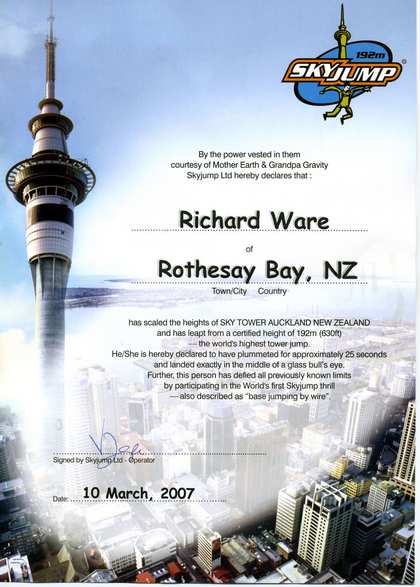 192m
SKYJUMP®
By the power vested in them
courtesy of Mother Earth & Grandpa Gravity
Skyjump Ltd hereby declares that :
Richard Ware
of
Rothesay Bay, NZ
Town/City Country
has scaled the heights of SKY TOWER AUCKLAND NEW ZEALAND
and has leapt from a certified height of 192m (630ft)
— the world's highest tower jump.
He/She is hereby declared to have plummeted for approximately 25 seconds
and landed exactly in the middle of a glass bull's eye.
Further, this person has defied all previously known limits
by participating in the World's first Skyjump thrill
— also described as "base jumping by wire".
Signed by Skyjump Ltd - Operator
Date: 10 March, 2007